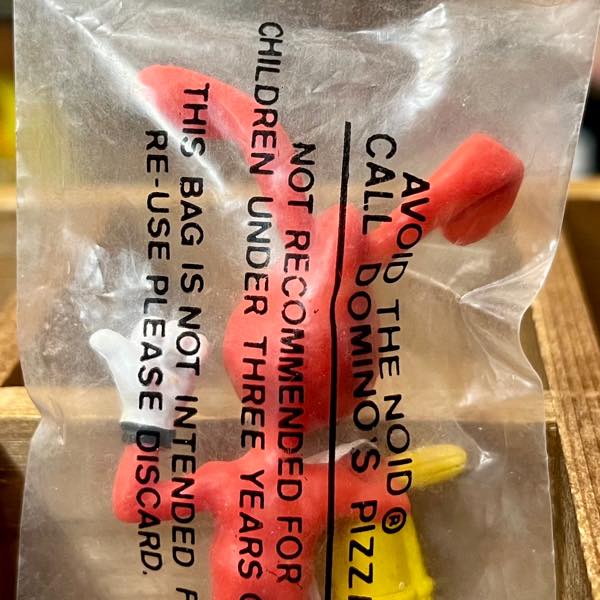 AVOID THE NOID®
CALL DOMINO'S PIZZ
NOT RECOMMENDED FOR
CHILDREN UNDER THREE YEARS
THIS BAG IS NOT INTENDED F
RE-USE PLEASE DISCARD.